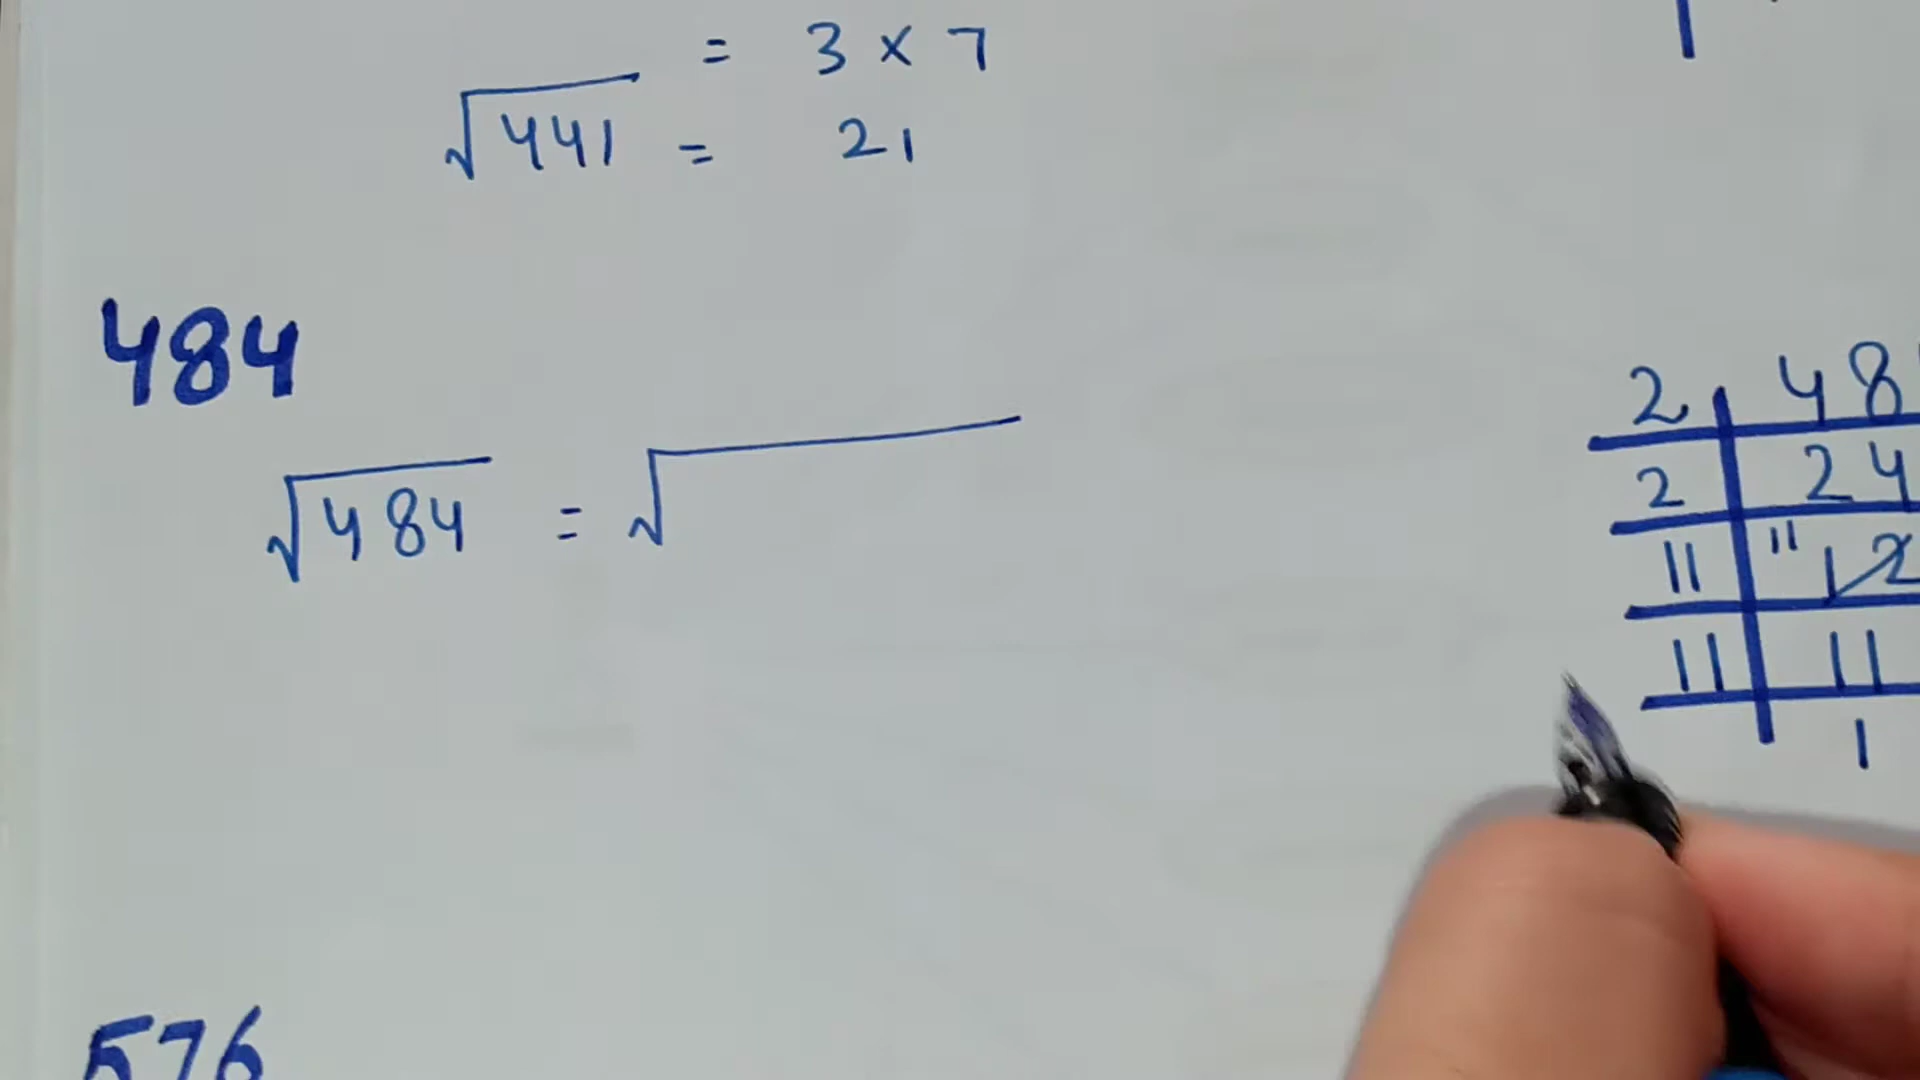 = 3 × 7
√441 = 21
484
√484 = √
2 | 48
2 | 24
11 | 11 12
11 | 11
1
576